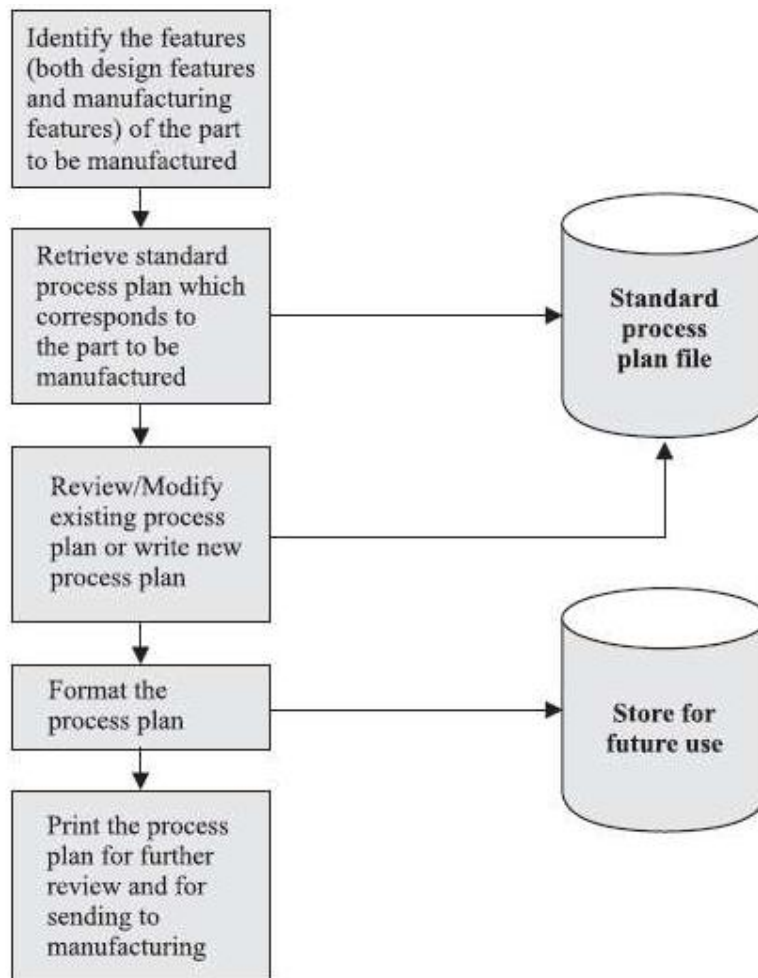 Identify the features
(both design features
and manufacturing
features) of the part
to be manufactured
Retrieve standard
process plan which
corresponds to
the part to be
manufactured
Standard
process
plan file
Review/Modify
existing process
plan or write new
process plan
Format the
process plan
Store for
future use
Print the process
plan for further
review and for
sending to
manufacturing